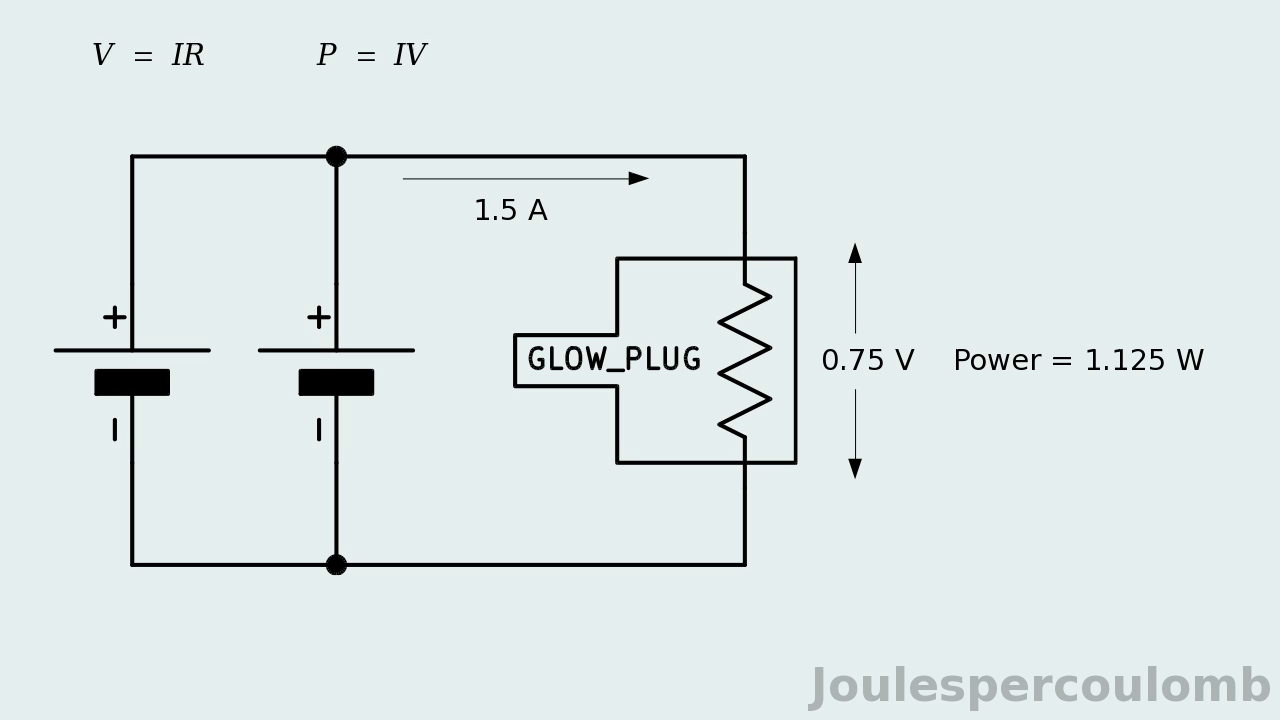 V = IR P = IV
1.5 A
+ +
GLOW_PLUG 0.75 V Power = 1.125 W
Joulespercoulomb